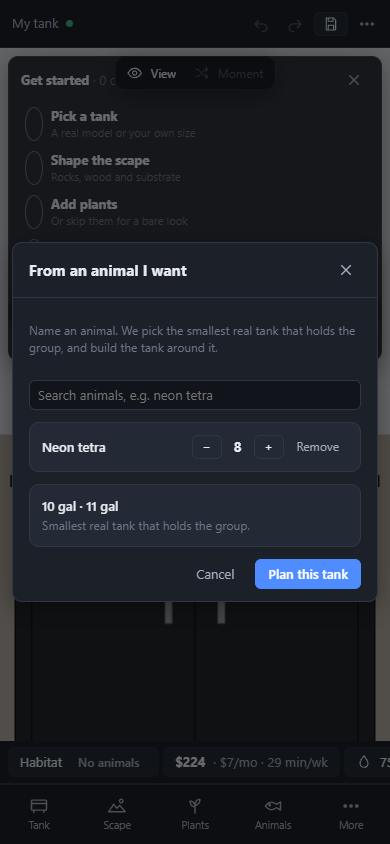 My tank
View
Moment
Get started · 0 c
Pick a tank
A real model or your own size
Shape the scape
Rocks, wood and substrate
Add plants
Or skip them for a bare look
From an animal I want
Name an animal. We pick the smallest real tank that holds the
group, and build the tank around it.
Search animals, e.g. neon tetra
Neon tetra
− 8 + Remove
10 gal · 11 gal
Smallest real tank that holds the group.
Cancel
Plan this tank
Habitat No animals
$224 · $7/mo · 29 min/wk
75
Tank
Scape
Plants
Animals
More